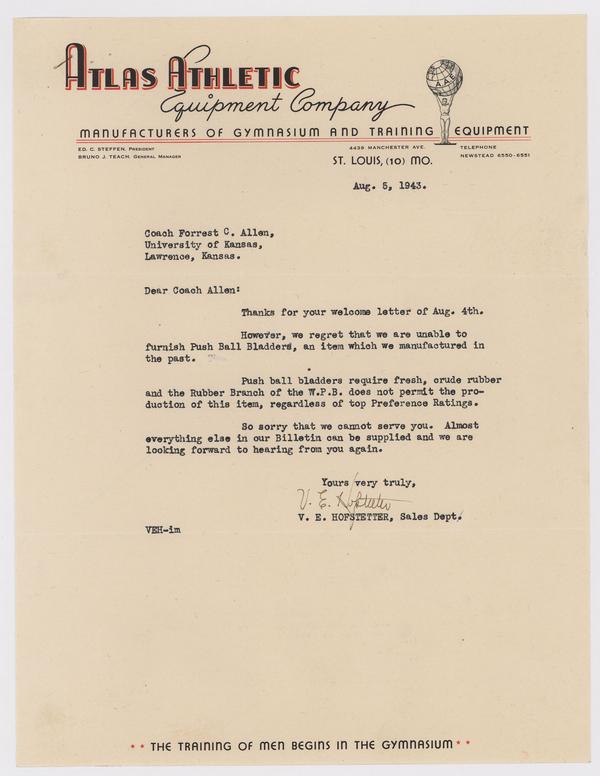 ATLAS ATHLETIC
Equipment Company
A A E
MANUFACTURERS OF GYMNASIUM AND TRAINING EQUIPMENT
ED. C. STEFFEN, PRESIDENT
BRUNO J. TEACH, GENERAL MANAGER
4439 MANCHESTER AVE.
ST. LOUIS, (10) MO.
TELEPHONE
NEWSTEAD 6550-6551
Aug. 5, 1943.
Coach Forrest C. Allen,
University of Kansas,
Lawrence, Kansas.
Dear Coach Allen:
Thanks for your welcome letter of Aug. 4th.
However, we regret that we are unable to
furnish Push Ball Bladders, an item which we manufactured in
the past.
Push ball bladders require fresh, crude rubber
and the Rubber Branch of the W.P.B. does not permit the pro-
duction of this item, regardless of top Preference Ratings.
So sorry that we cannot serve you. Almost
everything else in our Billetin can be supplied and we are
looking forward to hearing from you again.
Yours very truly,
V. E. Hofstetter
V. E. HOFSTETTER, Sales Dept.
VEH-im
** THE TRAINING OF MEN BEGINS IN THE GYMNASIUM **